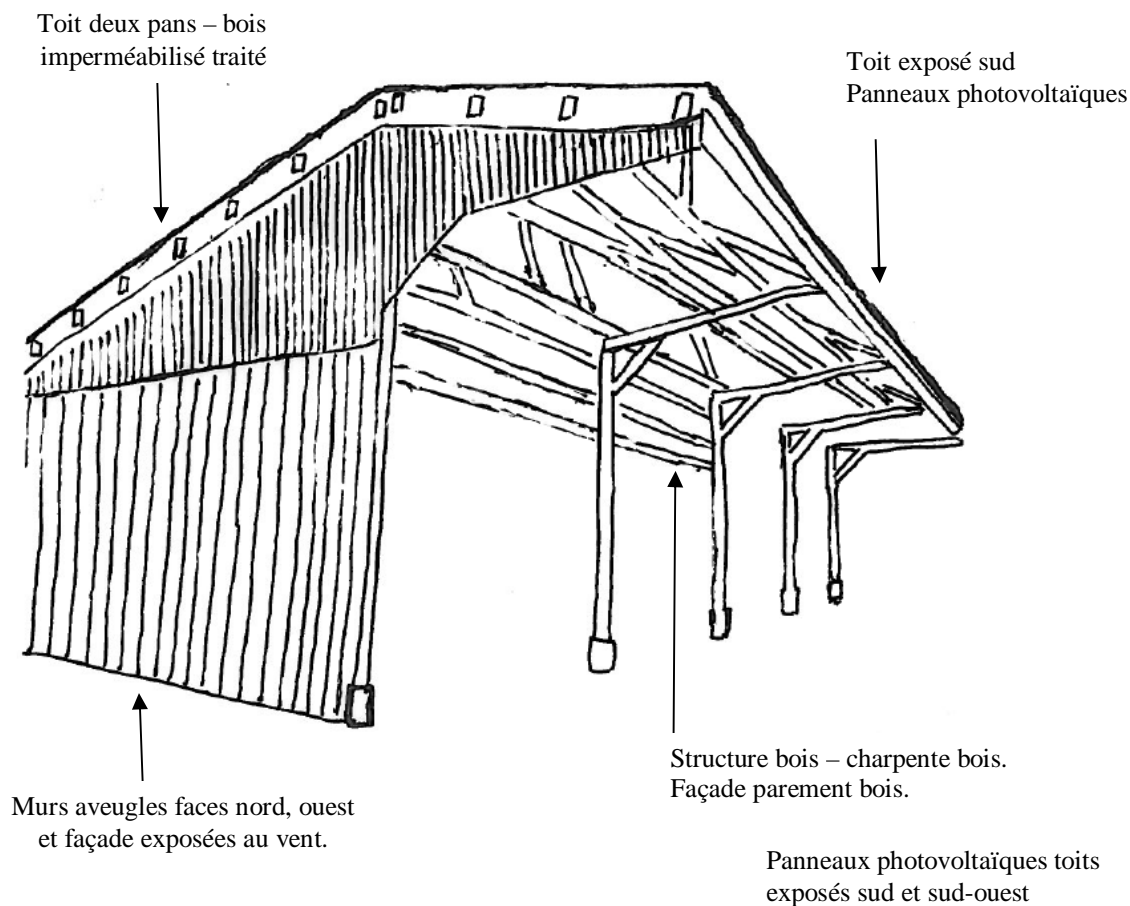 Toit deux pans – bois
imperméabilisé traité
Toit exposé sud
Panneaux photovoltaïques
Structure bois – charpente bois.
Façade parement bois.
Murs aveugles faces nord, ouest
et façade exposées au vent.
Panneaux photovoltaïques toits
exposés sud et sud-ouest